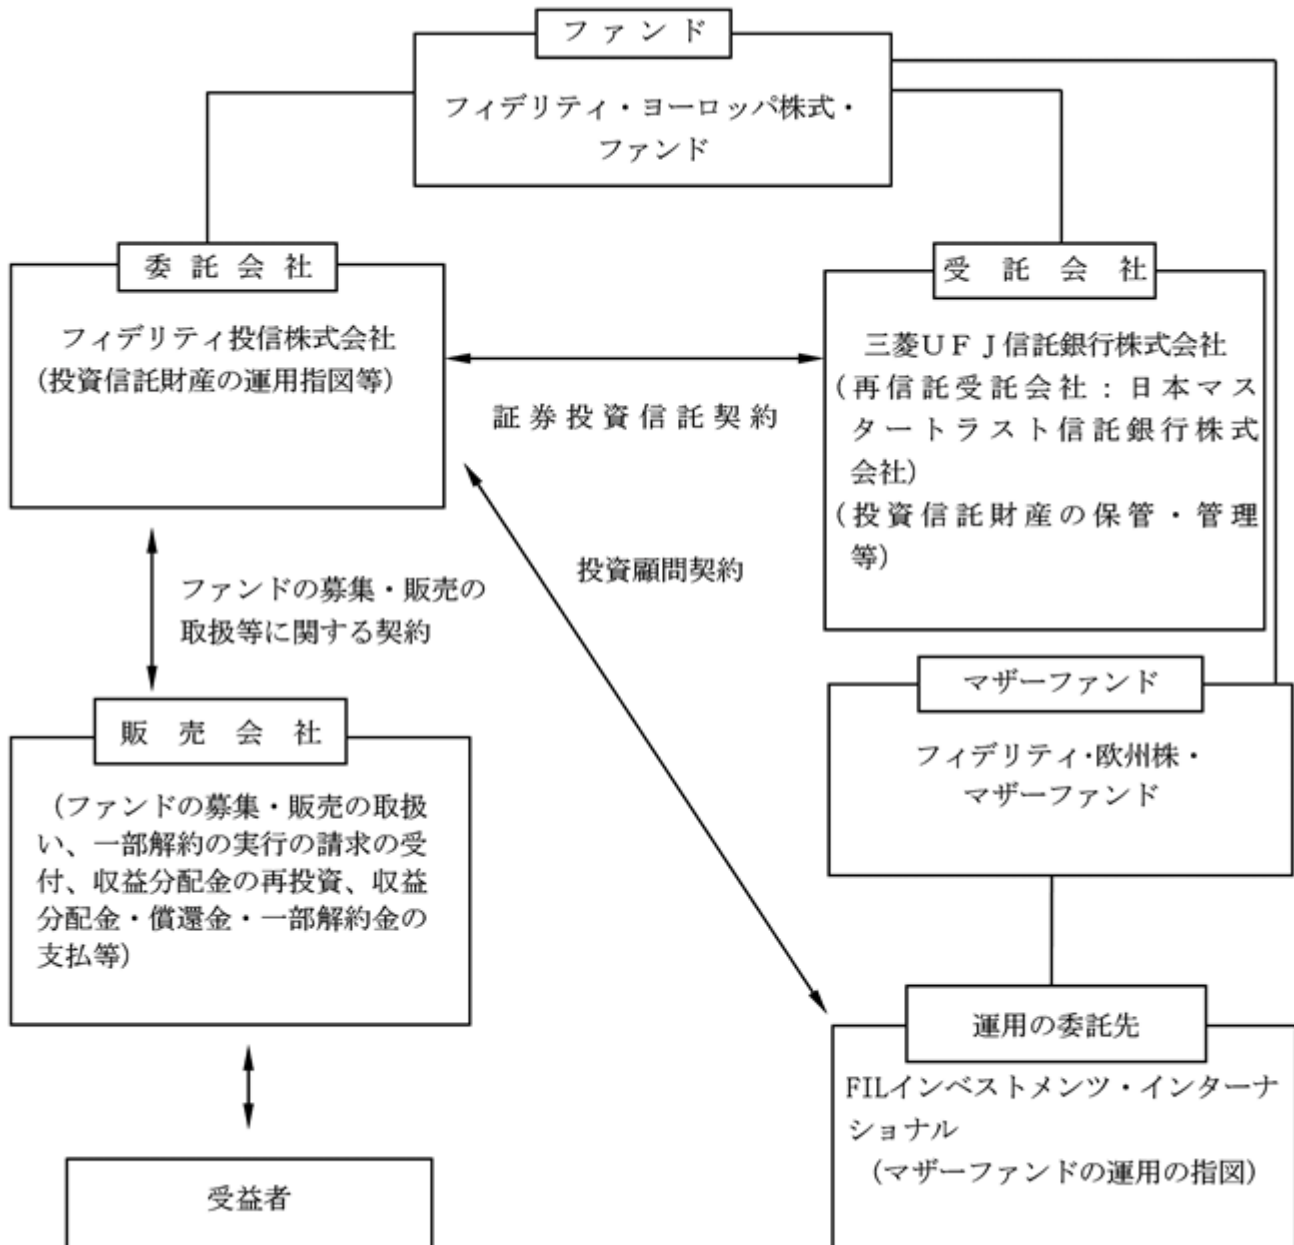 ファンド
フィデリティ・ヨーロッパ株式・
ファンド
委託会社
フィデリティ投信株式会社
（投資信託財産の運用指図等）
証券投資信託契約
受託会社
三菱ＵＦＪ信託銀行株式会社
（再信託受託会社：日本マス
タートラスト信託銀行株式
会社）
（投資信託財産の保管・管理
等）
投資顧問契約
ファンドの募集・販売の
取扱等に関する契約
マザーファンド
フィデリティ・欧州株・
マザーファンド
販売会社
（ファンドの募集・販売の取扱
い、一部解約の実行の請求の受
付、収益分配金の再投資、収益
分配金・償還金・一部解約金の
支払等）
運用の委託先
FILインベストメンツ・インターナ
ショナル
（マザーファンドの運用の指図）
受益者